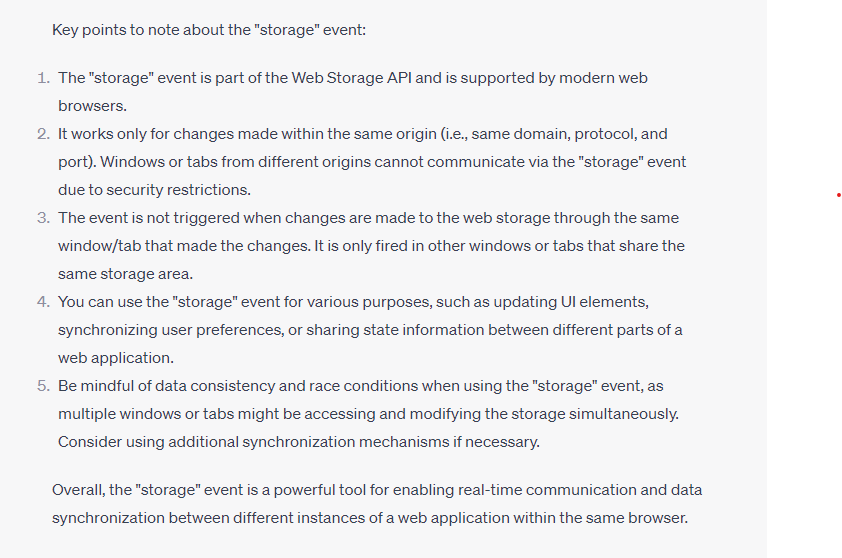 Key points to note about the "storage" event:
1. The "storage" event is part of the Web Storage API and is supported by modern web
browsers.
2. It works only for changes made within the same origin (i.e., same domain, protocol, and
port). Windows or tabs from different origins cannot communicate via the "storage" event
due to security restrictions.
3. The event is not triggered when changes are made to the web storage through the same
window/tab that made the changes. It is only fired in other windows or tabs that share the
same storage area.
4. You can use the "storage" event for various purposes, such as updating UI elements,
synchronizing user preferences, or sharing state information between different parts of a
web application.
5. Be mindful of data consistency and race conditions when using the "storage" event, as
multiple windows or tabs might be accessing and modifying the storage simultaneously.
Consider using additional synchronization mechanisms if necessary.
Overall, the "storage" event is a powerful tool for enabling real-time communication and data
synchronization between different instances of a web application within the same browser.